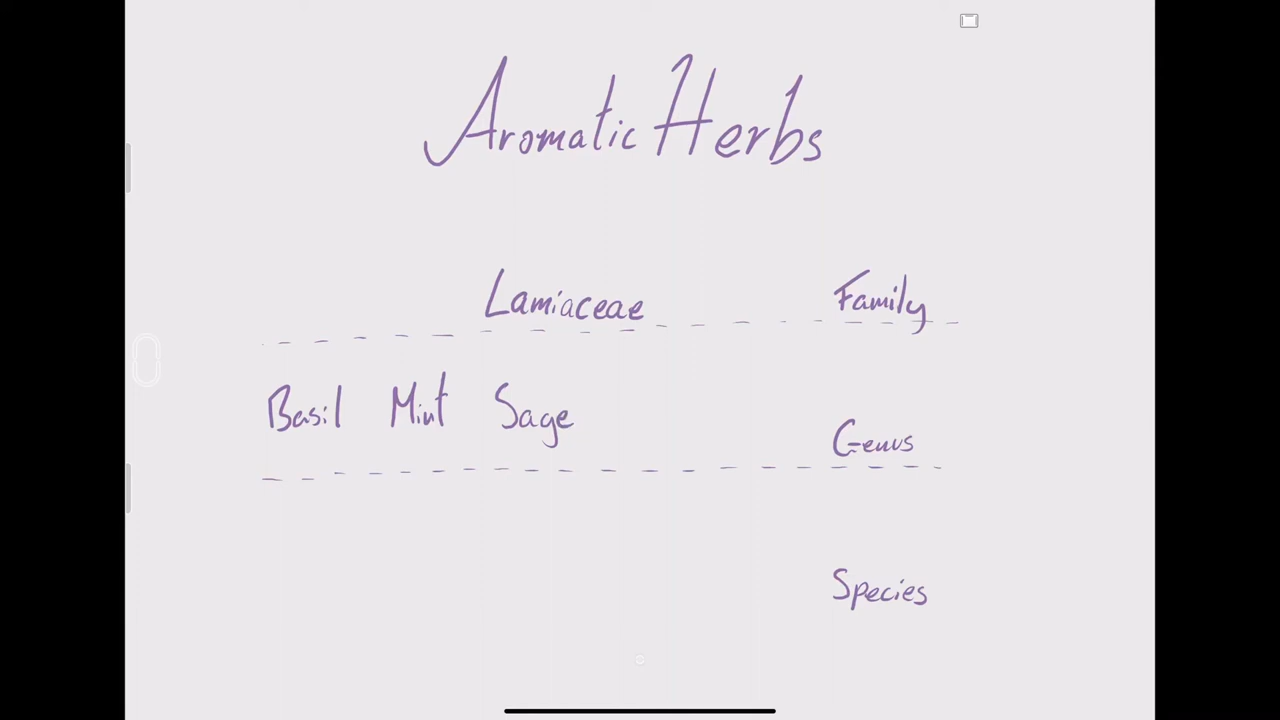 Aromatic Herbs
Lamiaceae Family
Basil Mint Sage
Genus
Species